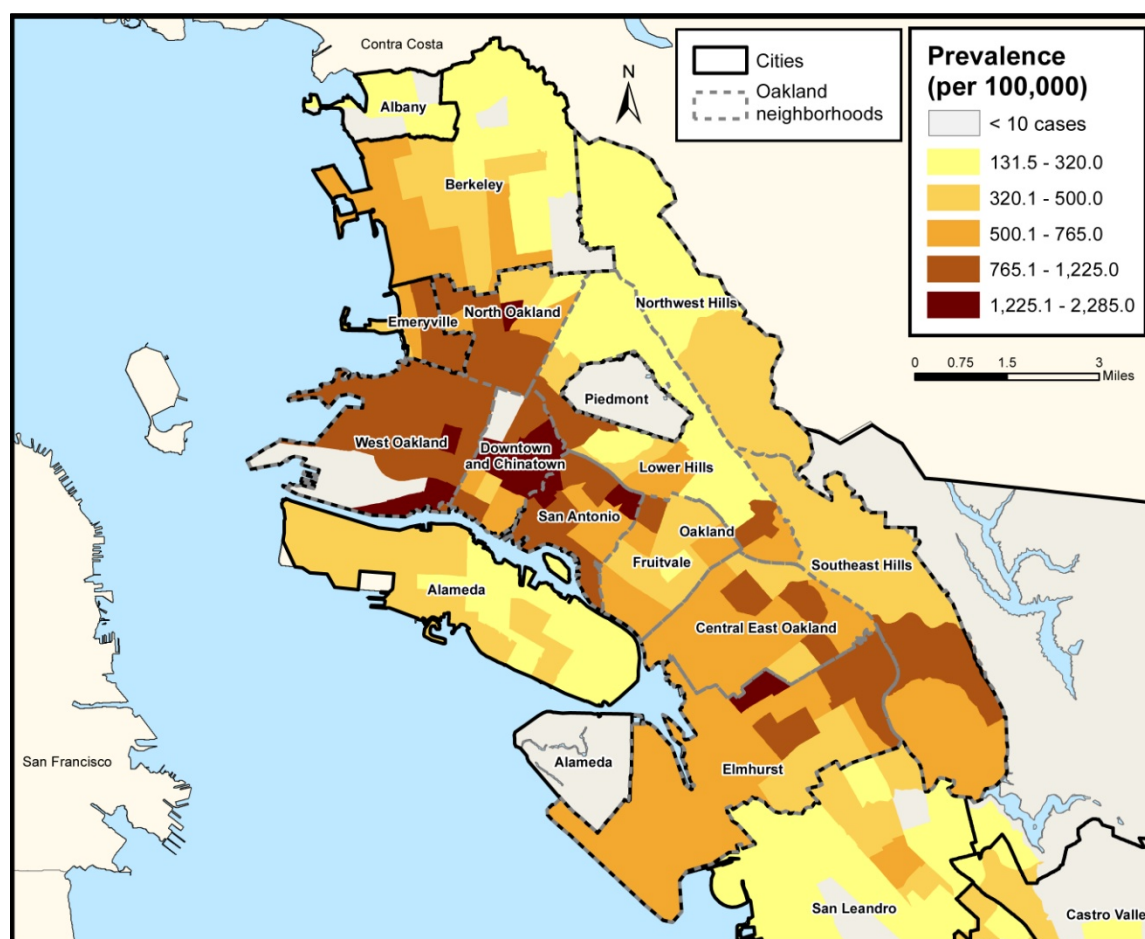 Contra Costa
Cities
Oakland
neighborhoods
N
Prevalence
(per 100,000)
< 10 cases
131.5 - 320.0
320.1 - 500.0
500.1 - 765.0
765.1 - 1,225.0
1,225.1 - 2,285.0
0 0.75 1.5 3
Miles
Albany
Berkeley
Northwest Hills
North Oakland
Emeryville
Piedmont
West Oakland
Downtown
and Chinatown
Lower Hills
San Antonio
Oakland
Fruitvale
Southeast Hills
Alameda
Central East Oakland
San Francisco
Alameda
Elmhurst
San Leandro
Castro Valle